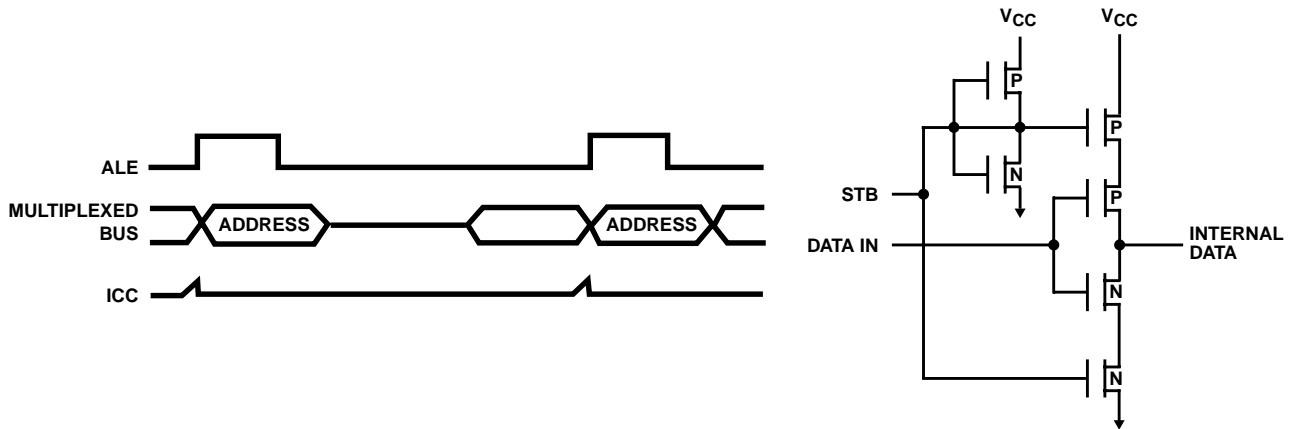 ALE
MULTIPLEXED
BUS
ADDRESS
ADDRESS
ICC
VCC
VCC
P
P
N
P
STB
DATA IN
INTERNAL
DATA
N
N